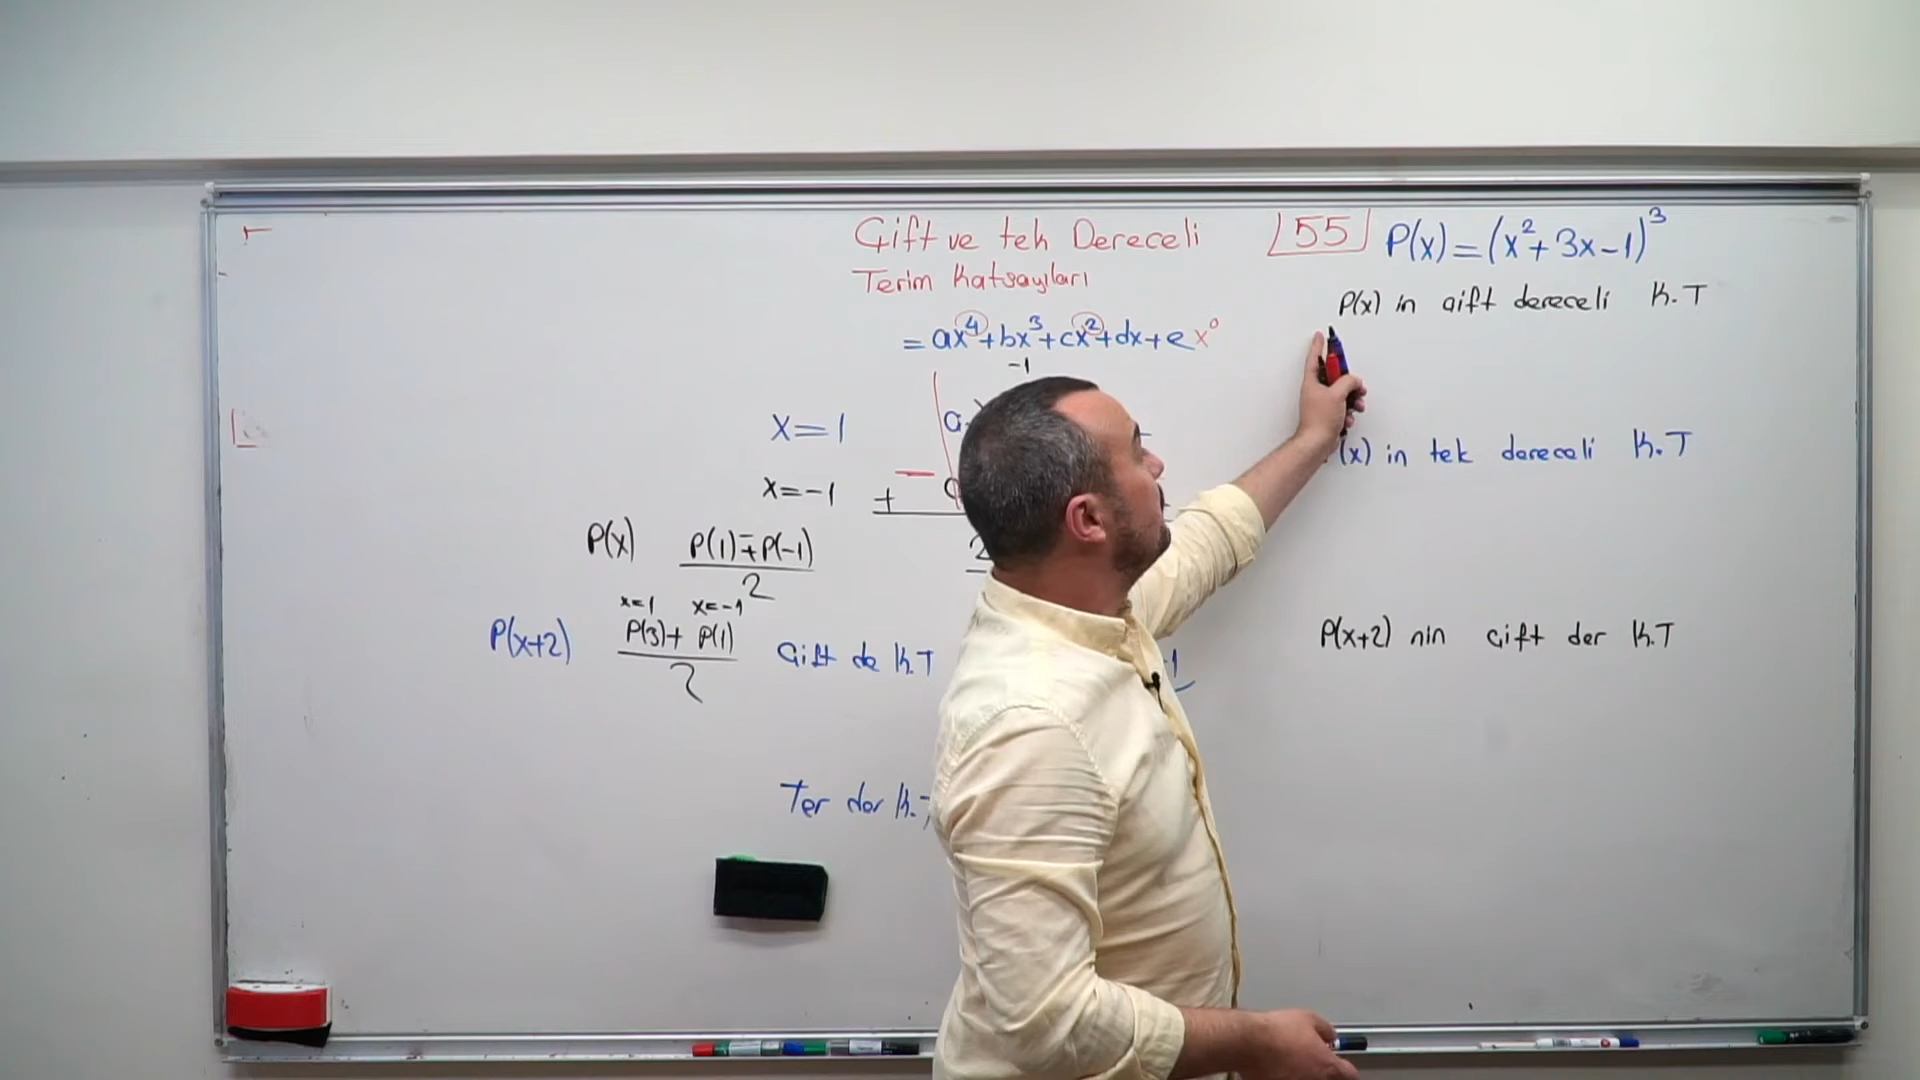 Çift ve tek Dereceli
Terim Katsayıları
= ax⁴+bx³+cx²+dx+e x⁰
-1
x=1
x=-1 +
P(x) P(1)∓P(-1)
2
x=1 x=-1
P(x+2) P(3)+ P(1)
2
Çift de K.T
-1
Ter der K.T
55 P(x)=(x²+3x-1)³
P(x) in çift dereceli K.T
(x) in tek dereceli K.T
P(x+2) nin çift der K.T